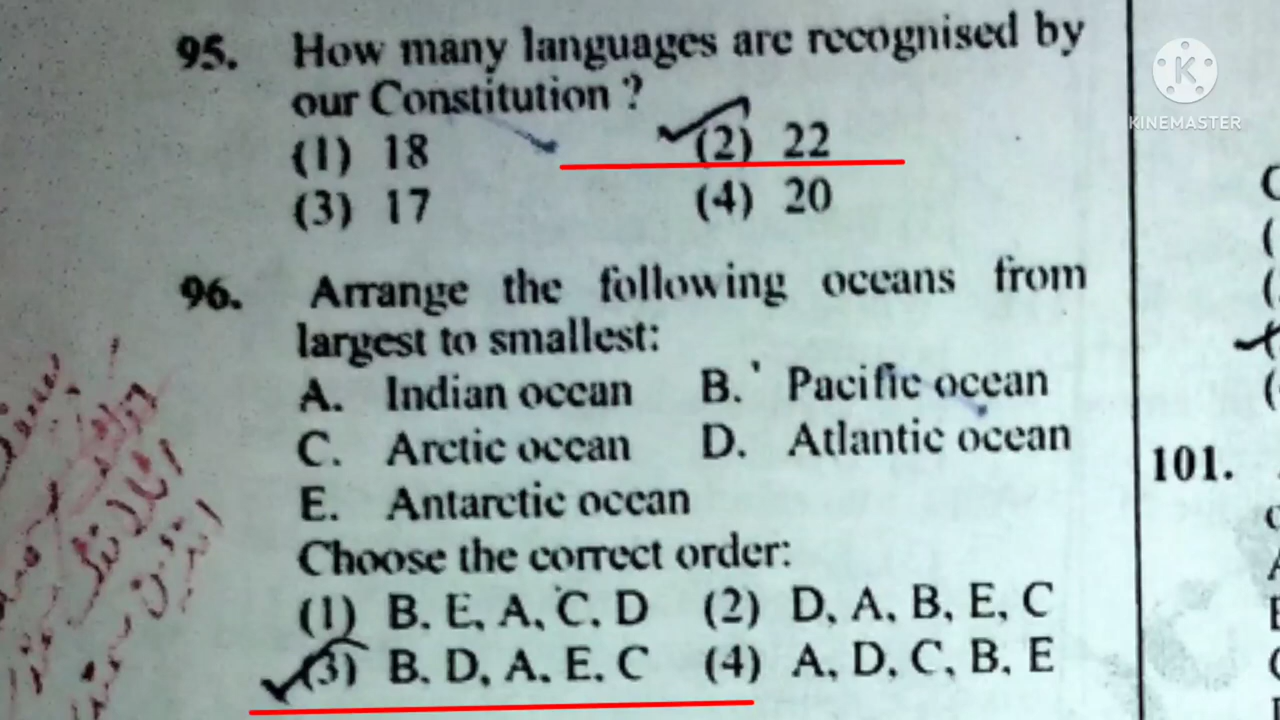 95. How many languages are recognised by
our Constitution ?
(1) 18 (2) 22
(3) 17 (4) 20
96. Arrange the following oceans from
largest to smallest:
A. Indian ocean B. Pacific ocean
C. Arctic ocean D. Atlantic ocean
E. Antarctic ocean
Choose the correct order:
(1) B. E, A, C. D (2) D, A, B, E, C
(3) B. D, A, E. C (4) A, D, C, B, E
101.
KINEMASTER